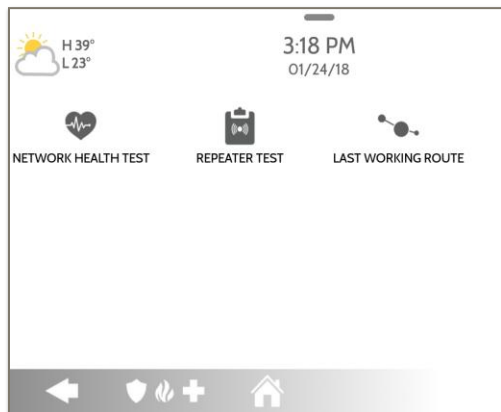 H 39°
L 23°
3:18 PM
01/24/18
NETWORK HEALTH TEST
REPEATER TEST
LAST WORKING ROUTE